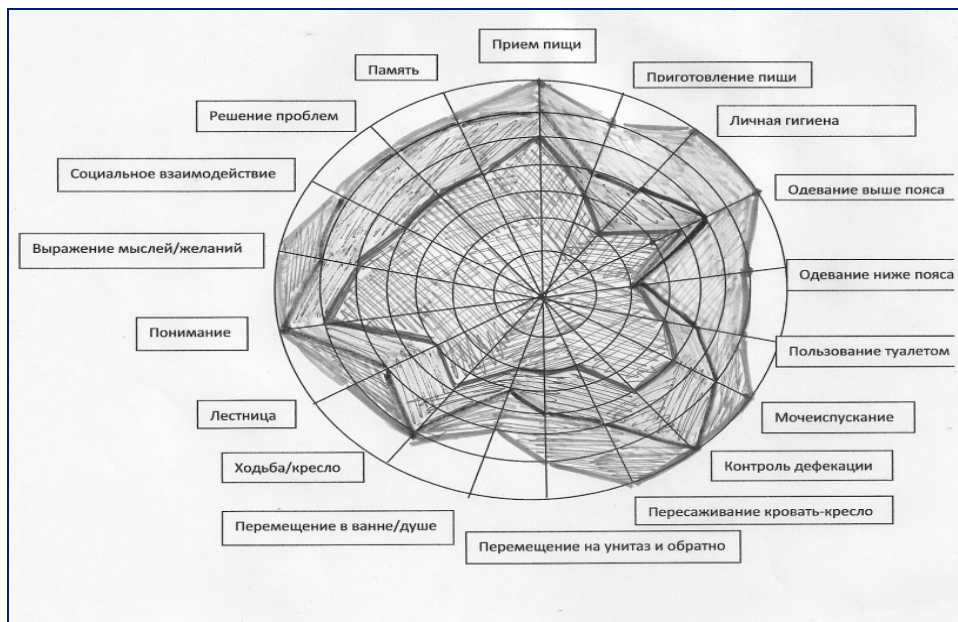 Прием пищи
Приготовление пищи
Личная гигиена
Одевание выше пояса
Одевание ниже пояса
Пользование туалетом
Мочеиспускание
Контроль дефекации
Пересаживание кровать-кресло
Перемещение на унитаз и обратно
Перемещение в ванне/душе
Ходьба/кресло
Лестница
Понимание
Выражение мыслей/желаний
Социальное взаимодействие
Решение проблем
Память